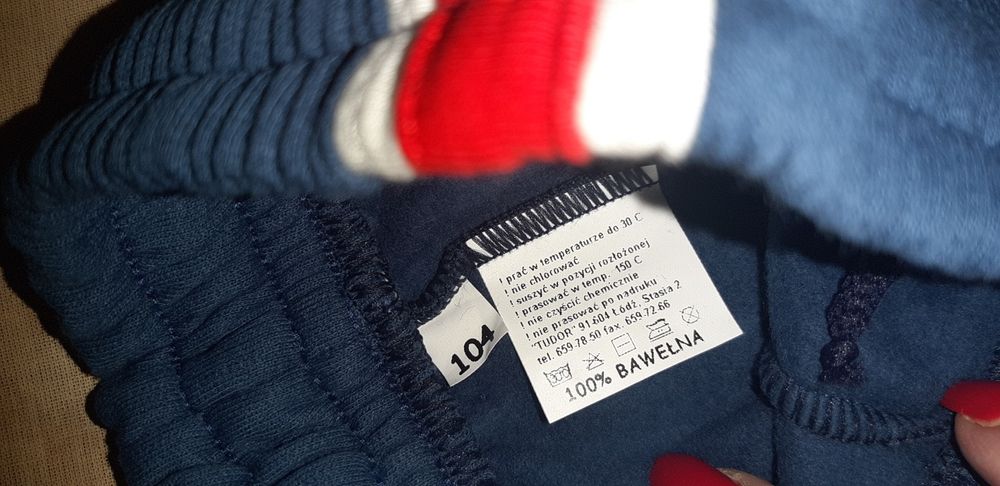 ! prać w temperaturze do 30 C
! nie chlorować
! suszyć w pozycji rozłożonej
! prasować w temp. 150 C
! nie czyścić chemicznie
! nie prasować po nadruku
"TUDOR" 91-604 Łódź, Stasia 2
tel. 659-78-50 fax. 659-72-66
30
100% BAWEŁNA
104